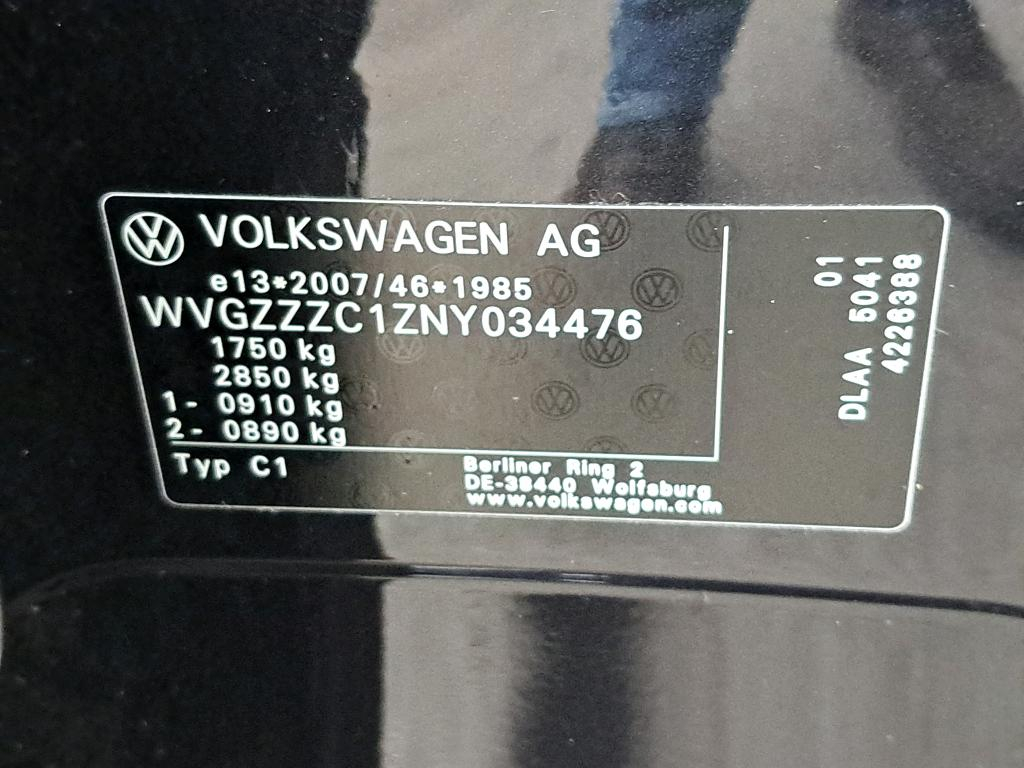 VOLKSWAGEN AG
e13*2007/46*1985
WVGZZZC1ZNY034476
1750 kg
2850 kg
1- 0910 kg
2- 0890 kg
Typ C1
Berliner Ring 2
DE-38440 Wolfsburg
www.volkswagen.com
01
DLAA 5041
4226388